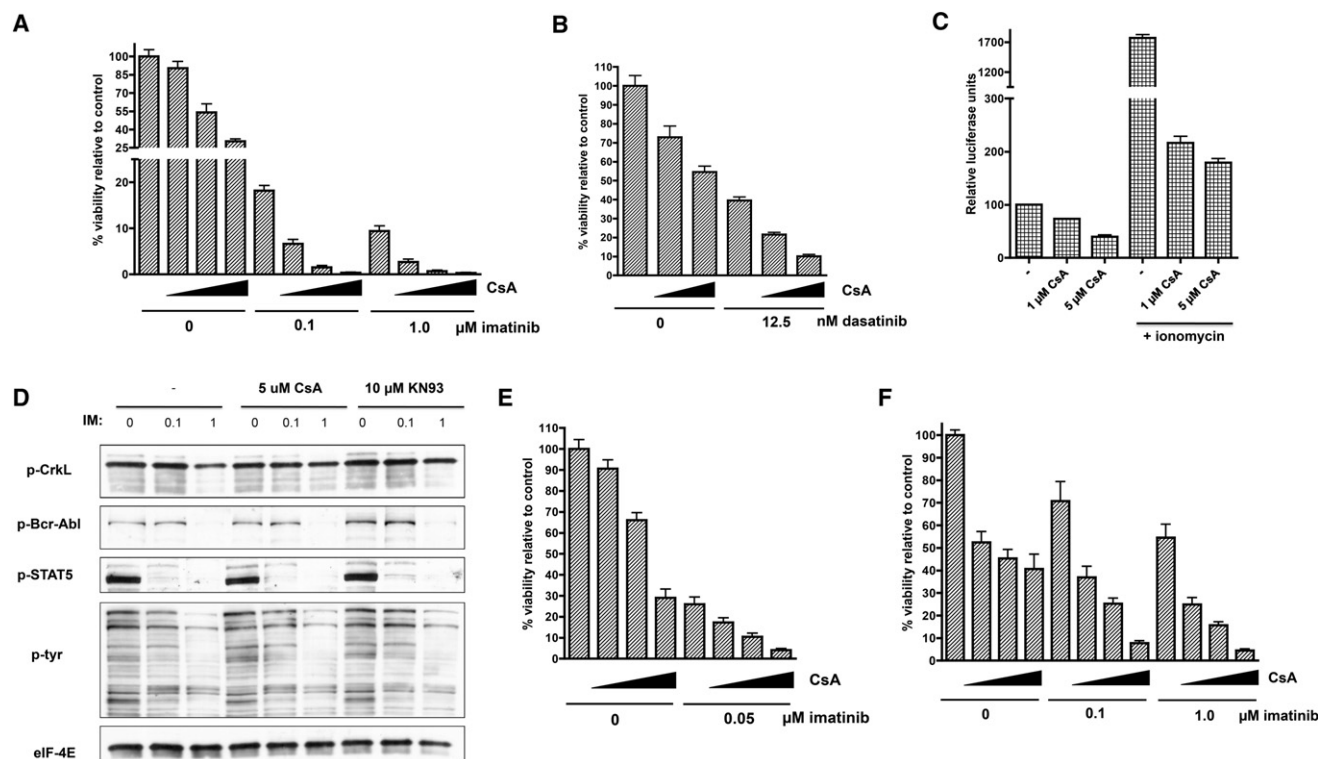 A
% viability relative to control
100
85
70
55
40
25
20
10
0
CsA
0 0.1 1.0 µM imatinib
B
% viability relative to control
110
100
90
80
70
60
50
40
30
20
10
0
CsA
0 12.5 nM dasatinib
C
Relative luciferase units
1700
1200
300
200
100
0
- 1 µM CsA 5 µM CsA - 1 µM CsA 5 µM CsA
+ ionomycin
D
- 5 uM CsA 10 µM KN93
IM: 0 0.1 1 0 0.1 1 0 0.1 1
p-CrkL
p-Bcr-Abl
p-STAT5
p-tyr
eIF-4E
E
% viability relative to control
110
100
90
80
70
60
50
40
30
20
10
0
CsA
0 0.05 µM imatinib
F
% viability relative to control
100
90
80
70
60
50
40
30
20
10
0
CsA
0 0.1 1.0 µM imatinib